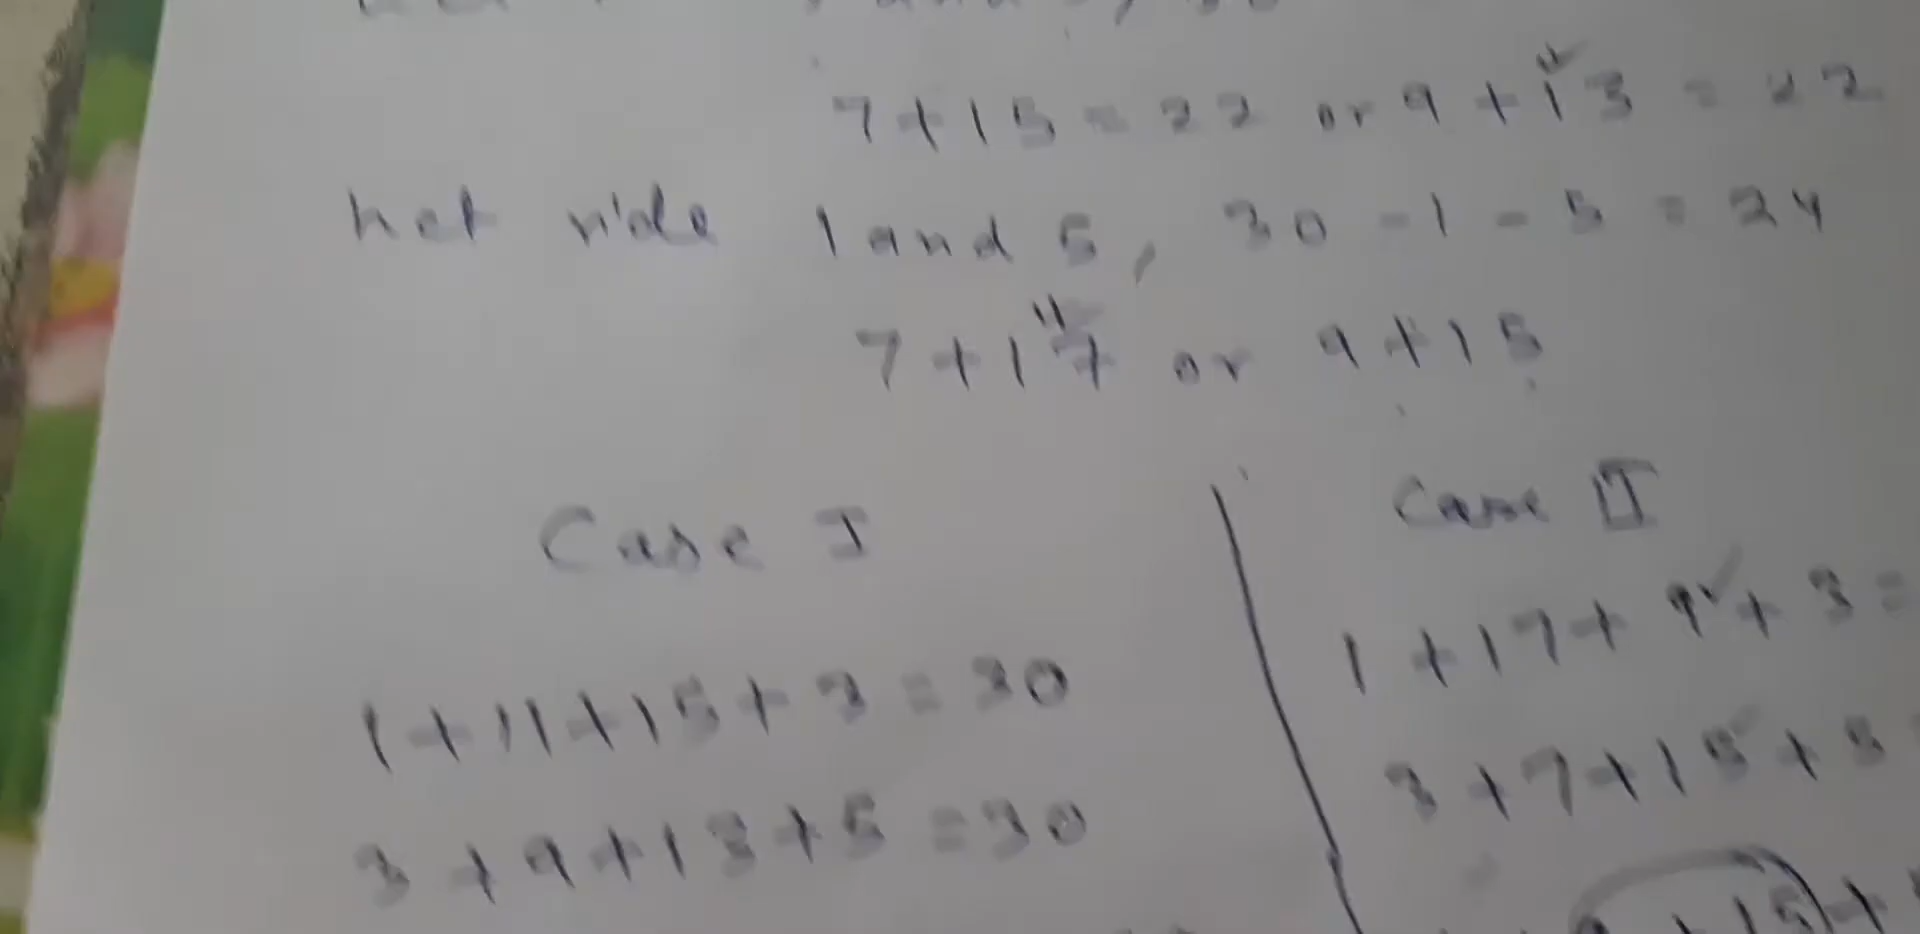 7+15 = 22 or 9+13 = 22
1 and 5, 30 - 1 - 5 = 24
7+17 or 9+15
Case I
1+11+15+3 = 30
3+9+13+5 = 30
Case II
1+17+9+3 =
3+7+15+5